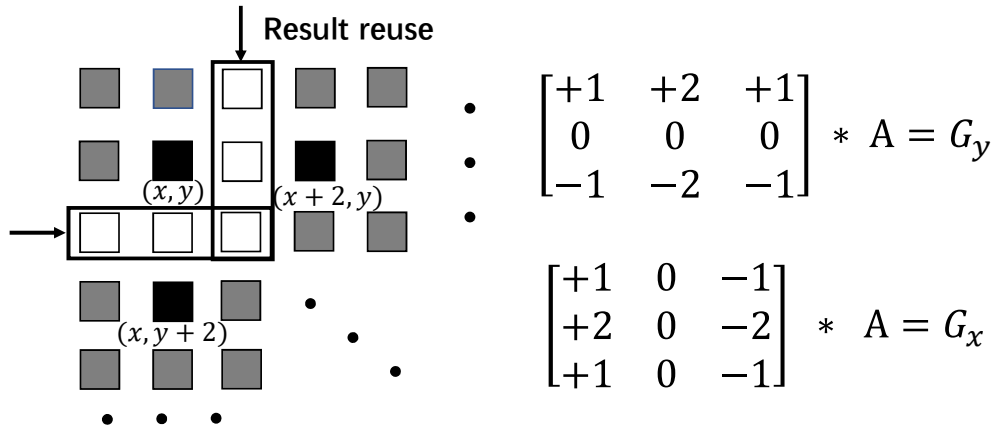 Result reuse
(x, y)
(x + 2, y)
(x, y + 2)
[+1 +2 +1
0 0 0
−1 −2 −1] * A = G_y
[+1 0 −1
+2 0 −2
+1 0 −1] * A = G_x